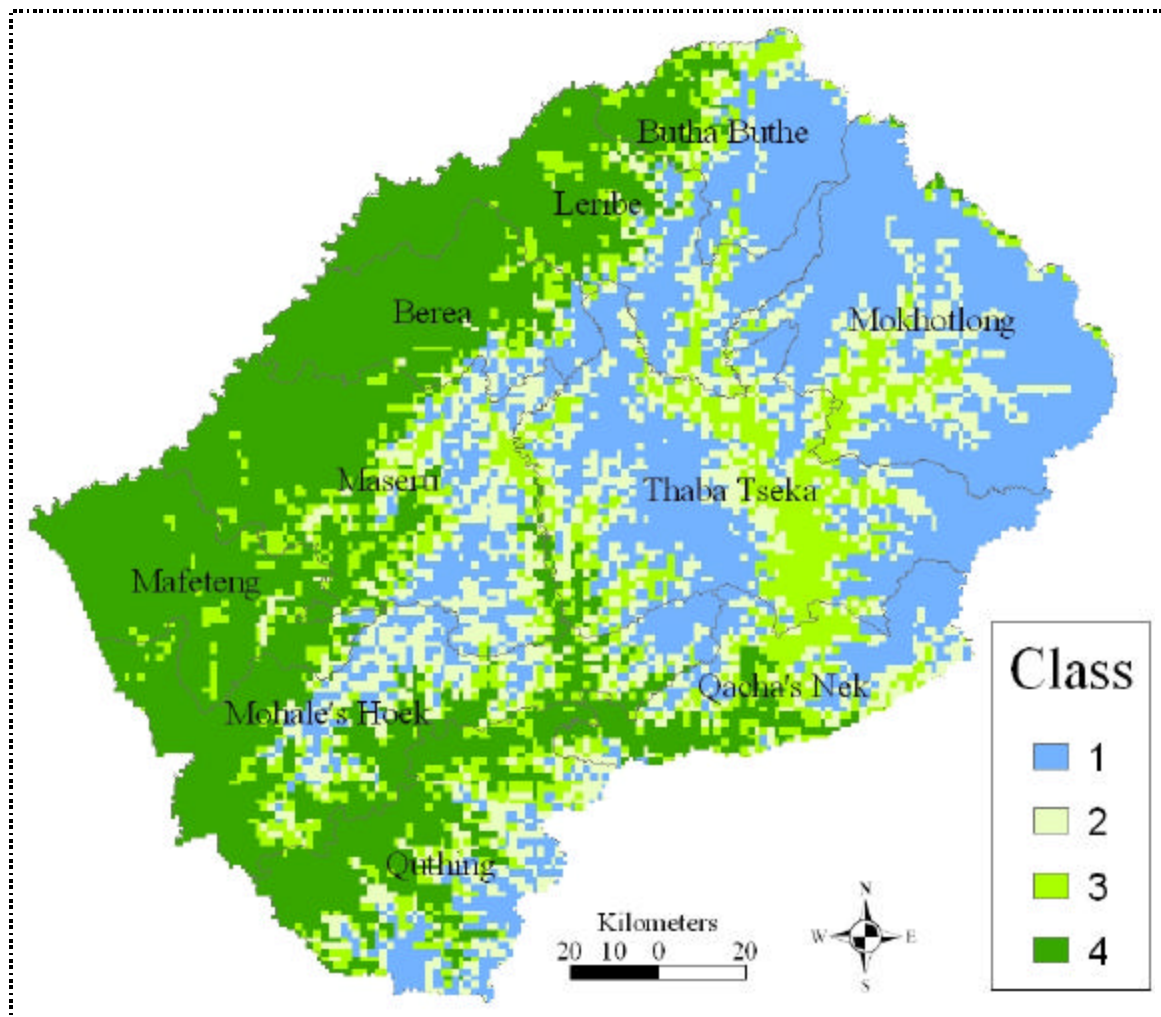 Butha Buthe
Leribe
Berea
Mokhotlong
Maseru
Thaba Tseka
Mafeteng
Qacha's Nek
Mohale's Hoek
Quthing
Class
1
2
3
4
Kilometers
20 10 0 20
N
W E
S